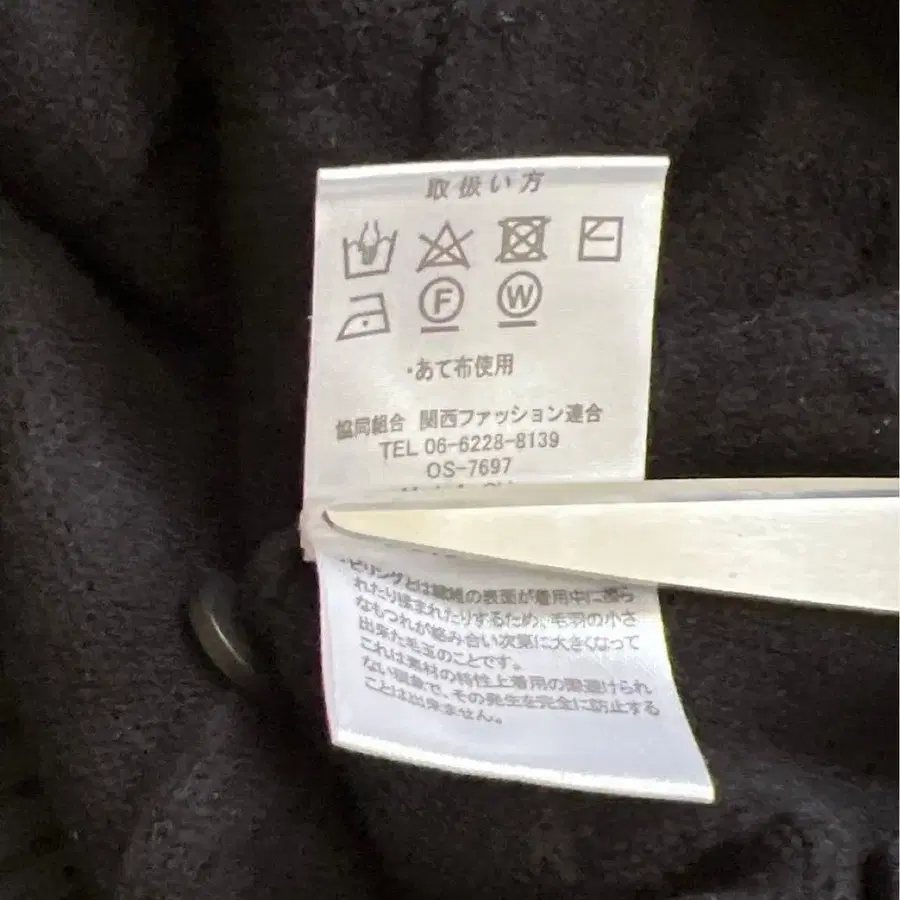 取扱い方
F W
・あて布使用
協同組合 関西ファッション連合
TEL 06-6228-8139
OS-7697
ピリングとは繊維の表面が着用中に擦ら
れたり揉まれたりするため、毛羽の小さ
なもつれが絡み合い次第に大きくなって
出来た毛玉のことです。
これは素材の特性上着用の際避けられ
ない現象で、その発生を完全に防止する
ことは出来ません。